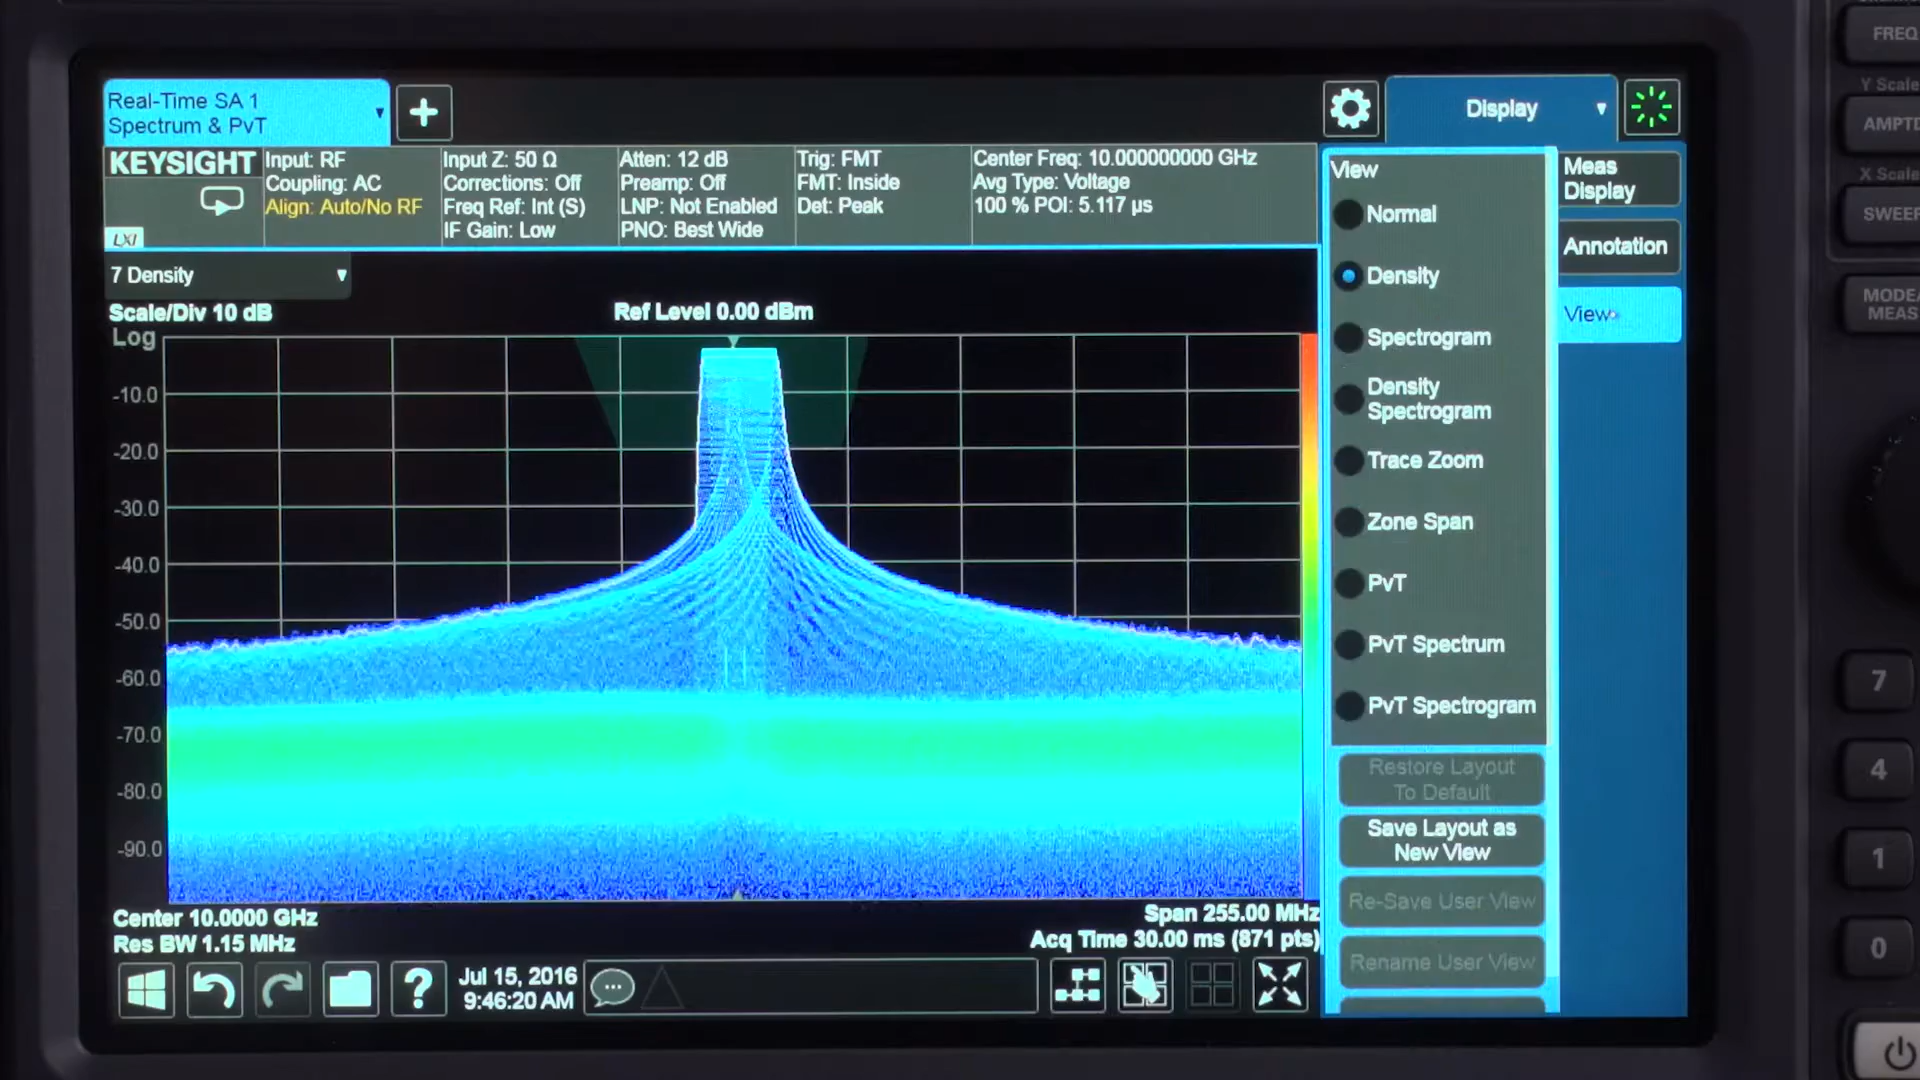 Real-Time SA 1
Spectrum & PvT
Display
KEYSIGHT
LXI
Input: RF
Coupling: AC
Align: Auto/No RF
Input Z: 50 Ω
Corrections: Off
Freq Ref: Int (S)
IF Gain: Low
Atten: 12 dB
Preamp: Off
LNP: Not Enabled
PNO: Best Wide
Trig: FMT
FMT: Inside
Det: Peak
Center Freq: 10.000000000 GHz
Avg Type: Voltage
100 % POI: 5.117 µs
7 Density
Scale/Div 10 dB
Ref Level 0.00 dBm
Log
-10.0
-20.0
-30.0
-40.0
-50.0
-60.0
-70.0
-80.0
-90.0
Center 10.0000 GHz
Res BW 1.15 MHz
Span 255.00 MHz
Acq Time 30.00 ms (871 pts)
?
Jul 15, 2016
9:46:20 AM
View
Normal
Density
Spectrogram
Density
Spectrogram
Trace Zoom
Zone Span
PvT
PvT Spectrum
PvT Spectrogram
Restore Layout
To Default
Save Layout as
New View
Re-Save User View
Rename User View
Meas
Display
Annotation
View
FREQ
Y Scale
AMPTD
X Scale
SWEEP
MODE/
MEAS
7
4
1
0